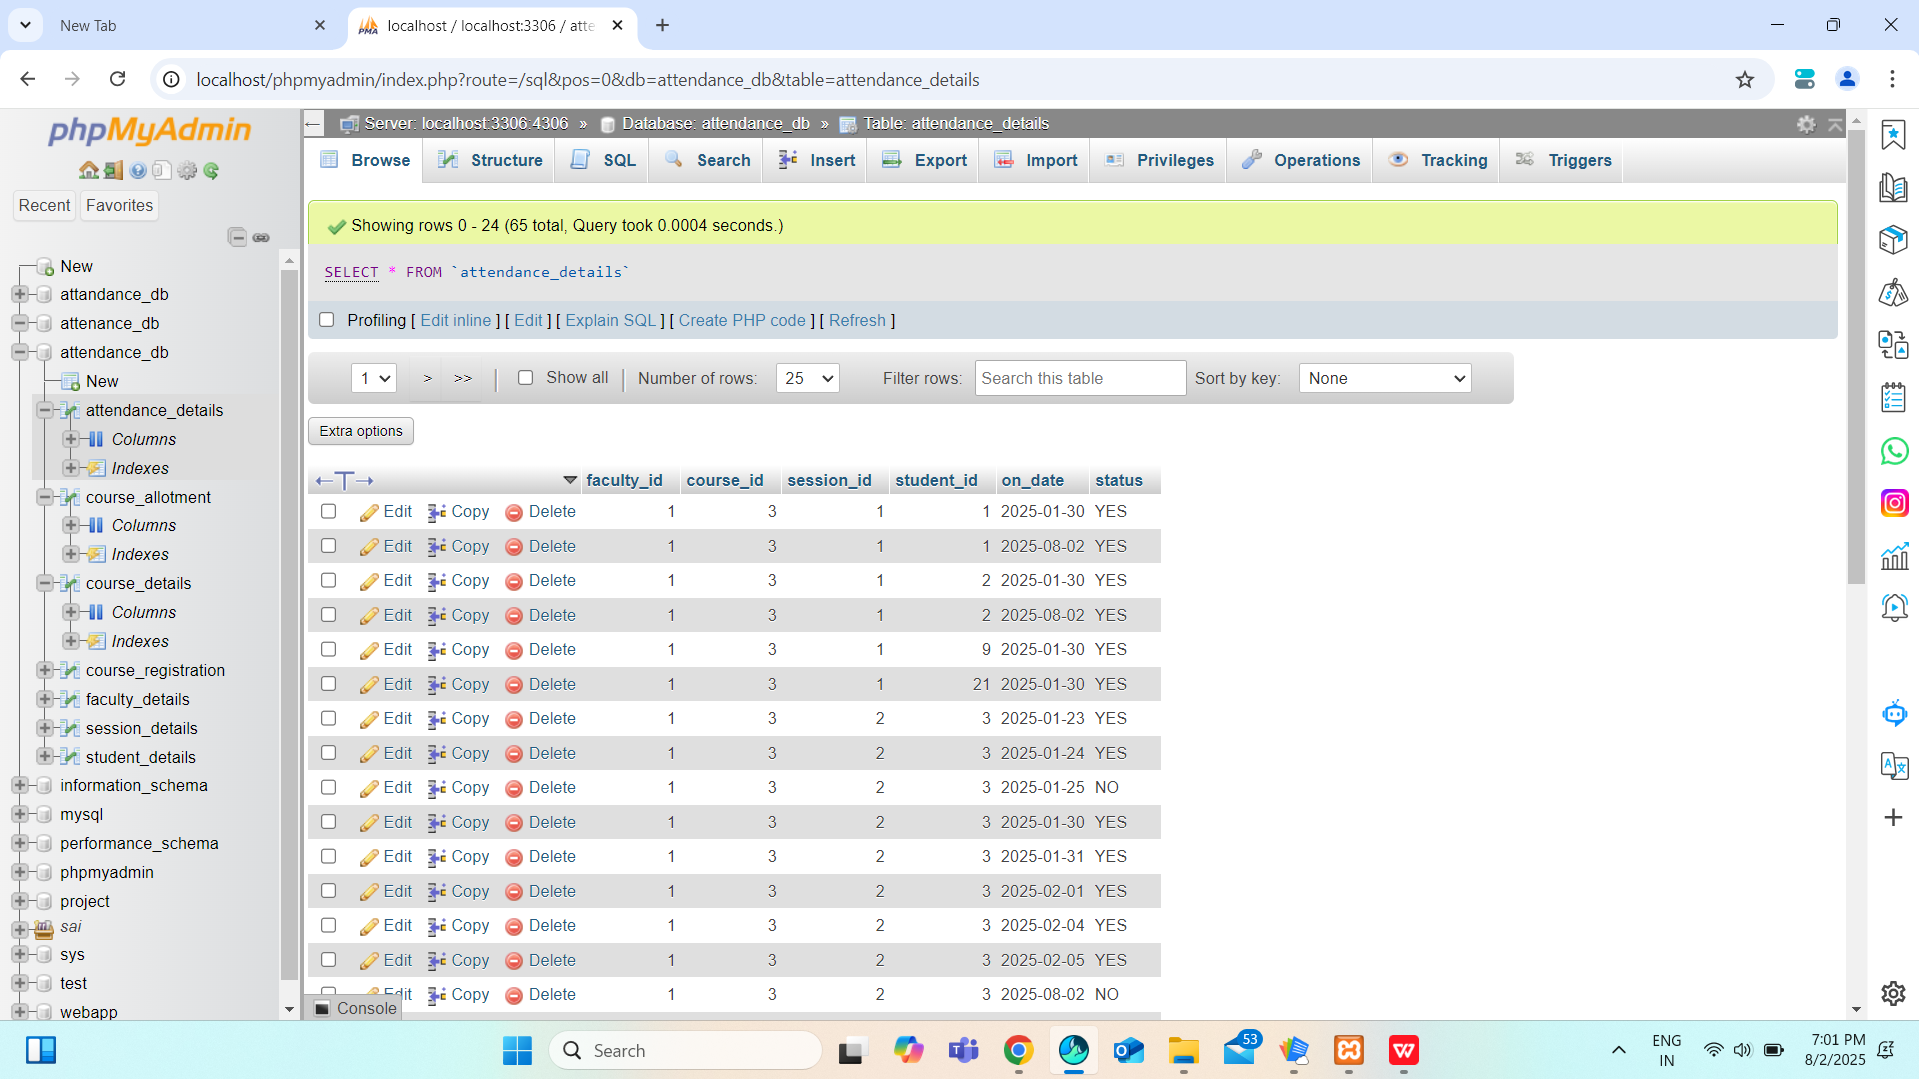 New Tab
localhost / localhost:3306 / atte
localhost/phpmyadmin/index.php?route=/sql&pos=0&db=attendance_db&table=attendance_details
phpMyAdmin
Recent Favorites
New
attandance_db
attenance_db
attendance_db
New
attendance_details
Columns
Indexes
course_allotment
Columns
Indexes
course_details
Columns
Indexes
course_registration
faculty_details
session_details
student_details
information_schema
mysql
performance_schema
phpmyadmin
project
sai
sys
test
webapp
Server: localhost:3306:4306 » Database: attendance_db » Table: attendance_details
Browse Structure SQL Search Insert Export Import Privileges Operations Tracking Triggers
Showing rows 0 - 24 (65 total, Query took 0.0004 seconds.)
SELECT * FROM `attendance_details`
Profiling [ Edit inline ] [ Edit ] [ Explain SQL ] [ Create PHP code ] [ Refresh ]
1 > >> | Show all | Number of rows: 25 Filter rows: Search this table Sort by key: None
Extra options
faculty_id course_id session_id student_id on_date status
Edit Copy Delete 1 3 1 1 2025-01-30 YES
Edit Copy Delete 1 3 1 1 2025-08-02 YES
Edit Copy Delete 1 3 1 2 2025-01-30 YES
Edit Copy Delete 1 3 1 2 2025-08-02 YES
Edit Copy Delete 1 3 1 9 2025-01-30 YES
Edit Copy Delete 1 3 1 21 2025-01-30 YES
Edit Copy Delete 1 3 2 3 2025-01-23 YES
Edit Copy Delete 1 3 2 3 2025-01-24 YES
Edit Copy Delete 1 3 2 3 2025-01-25 NO
Edit Copy Delete 1 3 2 3 2025-01-30 YES
Edit Copy Delete 1 3 2 3 2025-01-31 YES
Edit Copy Delete 1 3 2 3 2025-02-01 YES
Edit Copy Delete 1 3 2 3 2025-02-04 YES
Edit Copy Delete 1 3 2 3 2025-02-05 YES
Edit Copy Delete 1 3 2 3 2025-08-02 NO
Console
Search
53
ENG
IN
7:01 PM
8/2/2025